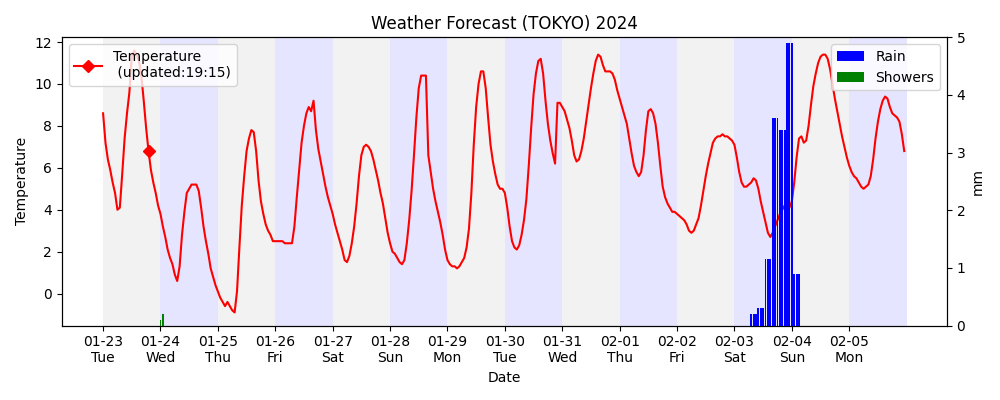 Weather Forecast (TOKYO) 2024
Temperature
(updated:19:15)
Rain
Showers
Temperature
12
10
8
6
4
2
0
5
4
3
2
1
0
mm
01-23 01-24 01-25 01-26 01-27 01-28 01-29 01-30 01-31 02-01 02-02 02-03 02-04 02-05
Tue Wed Thu Fri Sat Sun Mon Tue Wed Thu Fri Sat Sun Mon
Date